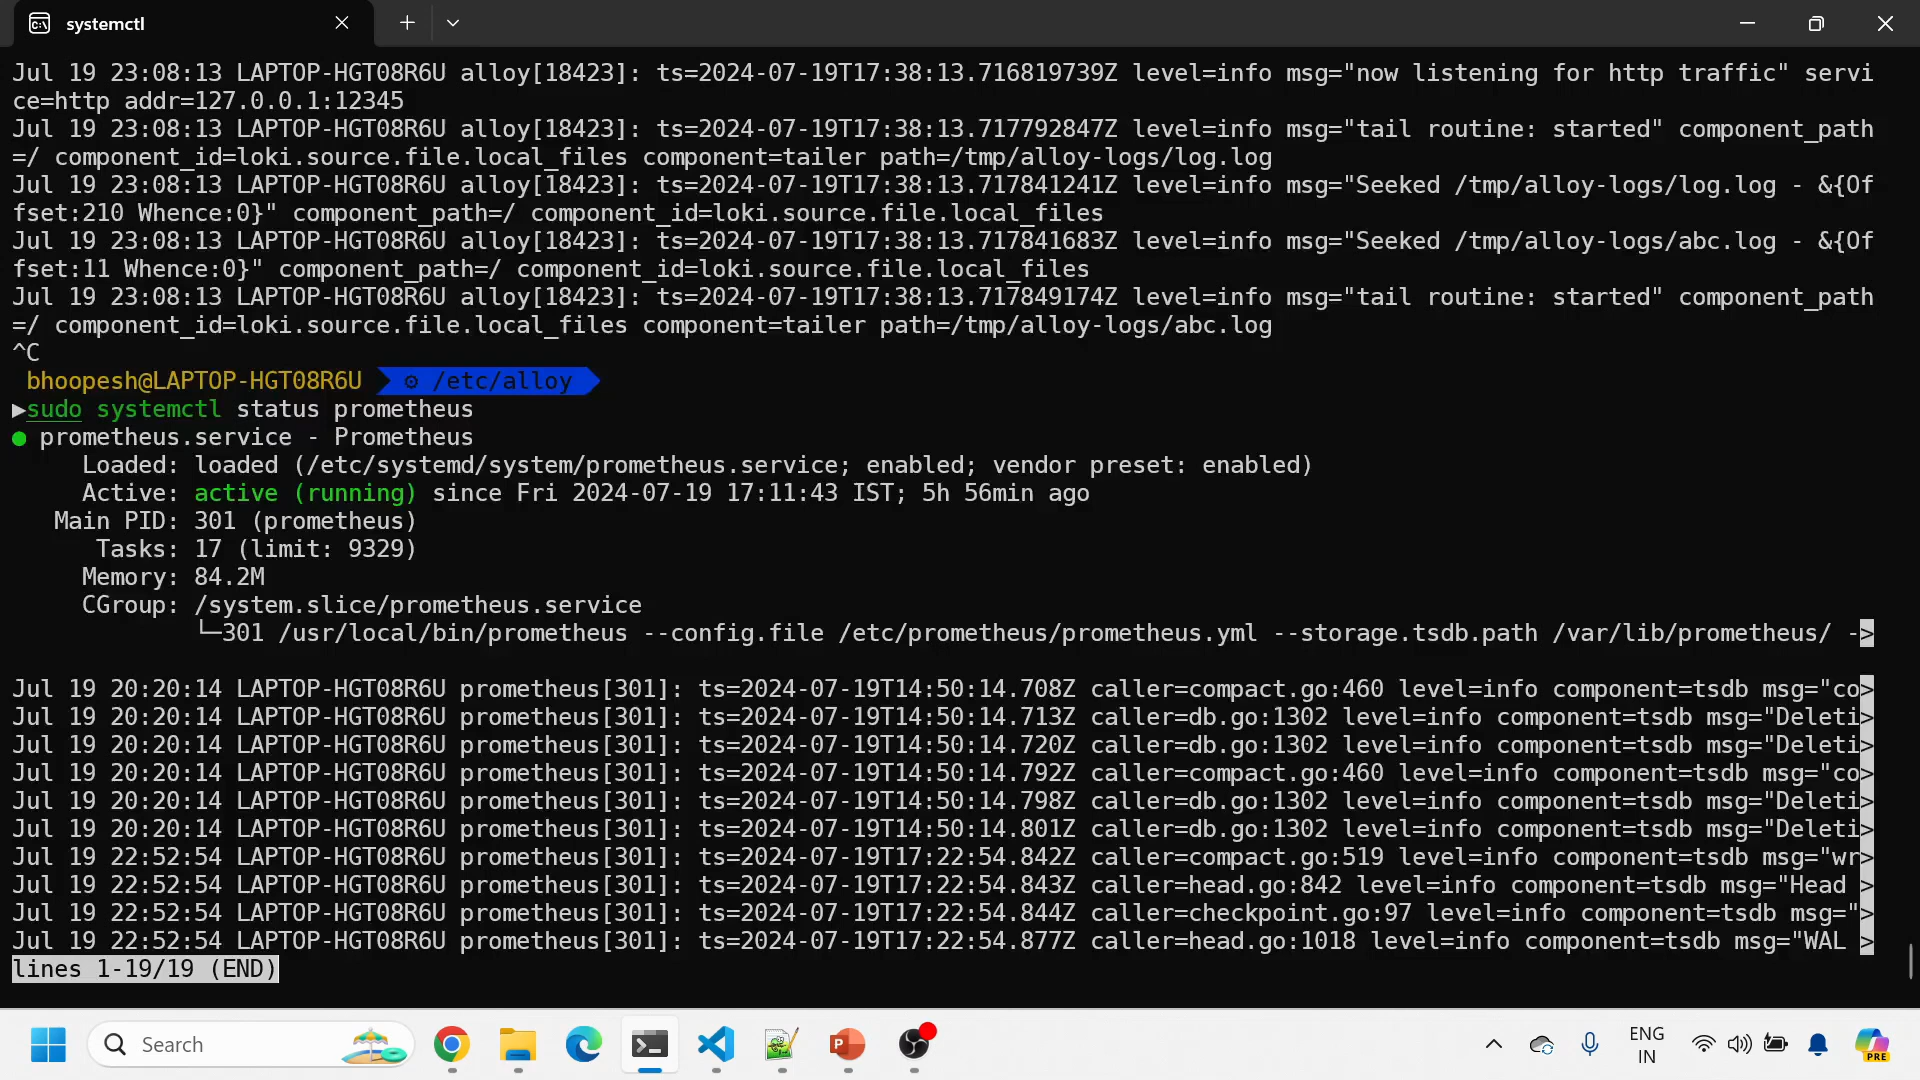 systemctl
Jul 19 23:08:13 LAPTOP-HGT08R6U alloy[18423]: ts=2024-07-19T17:38:13.716819739Z level=info msg="now listening for http traffic" servi
ce=http addr=127.0.0.1:12345
Jul 19 23:08:13 LAPTOP-HGT08R6U alloy[18423]: ts=2024-07-19T17:38:13.717792847Z level=info msg="tail routine: started" component_path
=/ component_id=loki.source.file.local_files component=tailer path=/tmp/alloy-logs/log.log
Jul 19 23:08:13 LAPTOP-HGT08R6U alloy[18423]: ts=2024-07-19T17:38:13.717841241Z level=info msg="Seeked /tmp/alloy-logs/log.log - &{Of
fset:210 Whence:0}" component_path=/ component_id=loki.source.file.local_files
Jul 19 23:08:13 LAPTOP-HGT08R6U alloy[18423]: ts=2024-07-19T17:38:13.717841683Z level=info msg="Seeked /tmp/alloy-logs/abc.log - &{Of
fset:11 Whence:0}" component_path=/ component_id=loki.source.file.local_files
Jul 19 23:08:13 LAPTOP-HGT08R6U alloy[18423]: ts=2024-07-19T17:38:13.717849174Z level=info msg="tail routine: started" component_path
=/ component_id=loki.source.file.local_files component=tailer path=/tmp/alloy-logs/abc.log
^C
bhoopesh@LAPTOP-HGT08R6U ⚙ /etc/alloy
▶sudo systemctl status prometheus
● prometheus.service - Prometheus
Loaded: loaded (/etc/systemd/system/prometheus.service; enabled; vendor preset: enabled)
Active: active (running) since Fri 2024-07-19 17:11:43 IST; 5h 56min ago
Main PID: 301 (prometheus)
Tasks: 17 (limit: 9329)
Memory: 84.2M
CGroup: /system.slice/prometheus.service
└─301 /usr/local/bin/prometheus --config.file /etc/prometheus/prometheus.yml --storage.tsdb.path /var/lib/prometheus/ ->
Jul 19 20:20:14 LAPTOP-HGT08R6U prometheus[301]: ts=2024-07-19T14:50:14.708Z caller=compact.go:460 level=info component=tsdb msg="co>
Jul 19 20:20:14 LAPTOP-HGT08R6U prometheus[301]: ts=2024-07-19T14:50:14.713Z caller=db.go:1302 level=info component=tsdb msg="Deleti>
Jul 19 20:20:14 LAPTOP-HGT08R6U prometheus[301]: ts=2024-07-19T14:50:14.720Z caller=db.go:1302 level=info component=tsdb msg="Deleti>
Jul 19 20:20:14 LAPTOP-HGT08R6U prometheus[301]: ts=2024-07-19T14:50:14.792Z caller=compact.go:460 level=info component=tsdb msg="co>
Jul 19 20:20:14 LAPTOP-HGT08R6U prometheus[301]: ts=2024-07-19T14:50:14.798Z caller=db.go:1302 level=info component=tsdb msg="Deleti>
Jul 19 20:20:14 LAPTOP-HGT08R6U prometheus[301]: ts=2024-07-19T14:50:14.801Z caller=db.go:1302 level=info component=tsdb msg="Deleti>
Jul 19 22:52:54 LAPTOP-HGT08R6U prometheus[301]: ts=2024-07-19T17:22:54.842Z caller=compact.go:519 level=info component=tsdb msg="wr>
Jul 19 22:52:54 LAPTOP-HGT08R6U prometheus[301]: ts=2024-07-19T17:22:54.843Z caller=head.go:842 level=info component=tsdb msg="Head >
Jul 19 22:52:54 LAPTOP-HGT08R6U prometheus[301]: ts=2024-07-19T17:22:54.844Z caller=checkpoint.go:97 level=info component=tsdb msg=">
Jul 19 22:52:54 LAPTOP-HGT08R6U prometheus[301]: ts=2024-07-19T17:22:54.877Z caller=head.go:1018 level=info component=tsdb msg="WAL >
lines 1-19/19 (END)
Search
ENG
IN
PRE